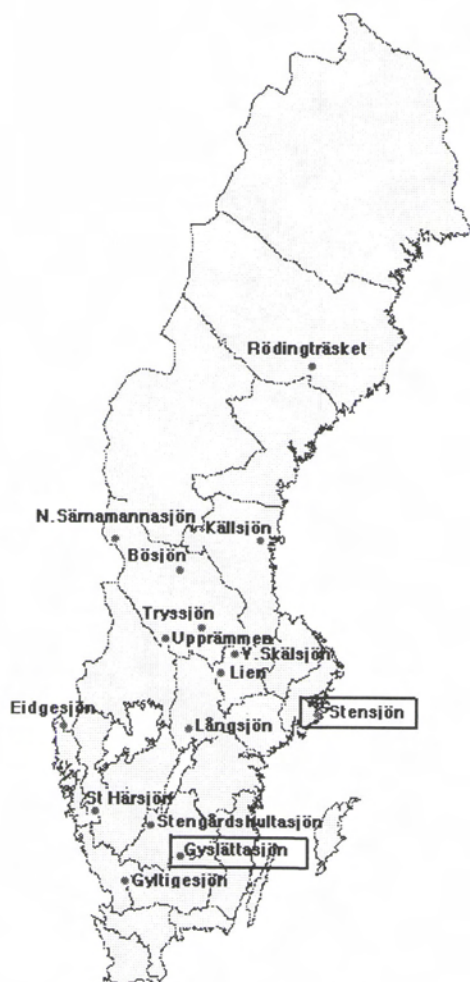 Rödingträsket
N.Särnamannasjön
Källsjön
Bösjön
Tryssjön
Upprämmen
Y.Skälsjön
Lien
Eidgesjön
Stensjön
Långsjön
St Härsjön
Stengårdshultasjön
Gyslättasjön
Gyltigesjön